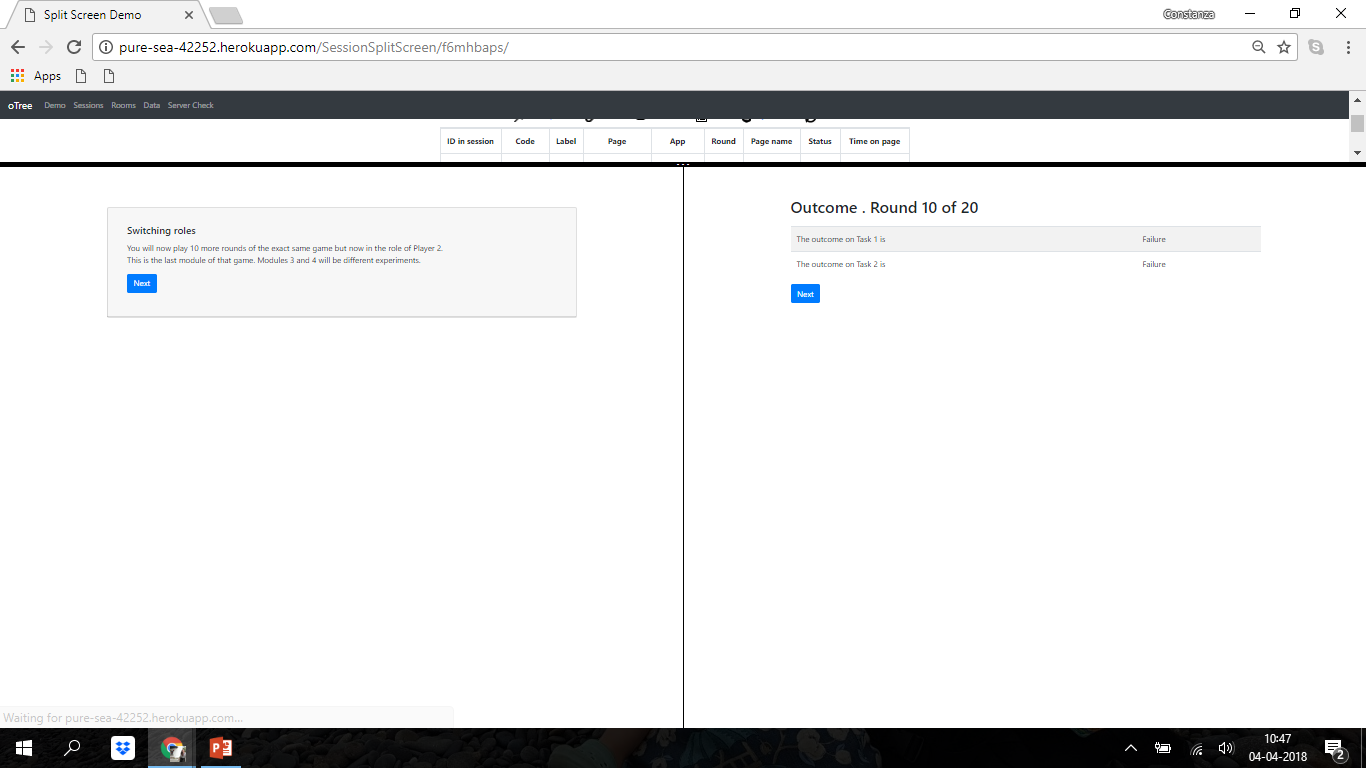 Split Screen Demo
Constanza
pure-sea-42252.herokuapp.com/SessionSplitScreen/f6mhbaps/
Apps
oTree Demo Sessions Rooms Data Server Check
ID in session Code Label Page App Round Page name Status Time on page
Switching roles
You will now play 10 more rounds of the exact same game but now in the role of Player 2.
This is the last module of that game. Modules 3 and 4 will be different experiments.
Next
Outcome . Round 10 of 20
The outcome on Task 1 is Failure
The outcome on Task 2 is Failure
Next
Waiting for pure-sea-42252.herokuapp.com...
10:47
04-04-2018
2